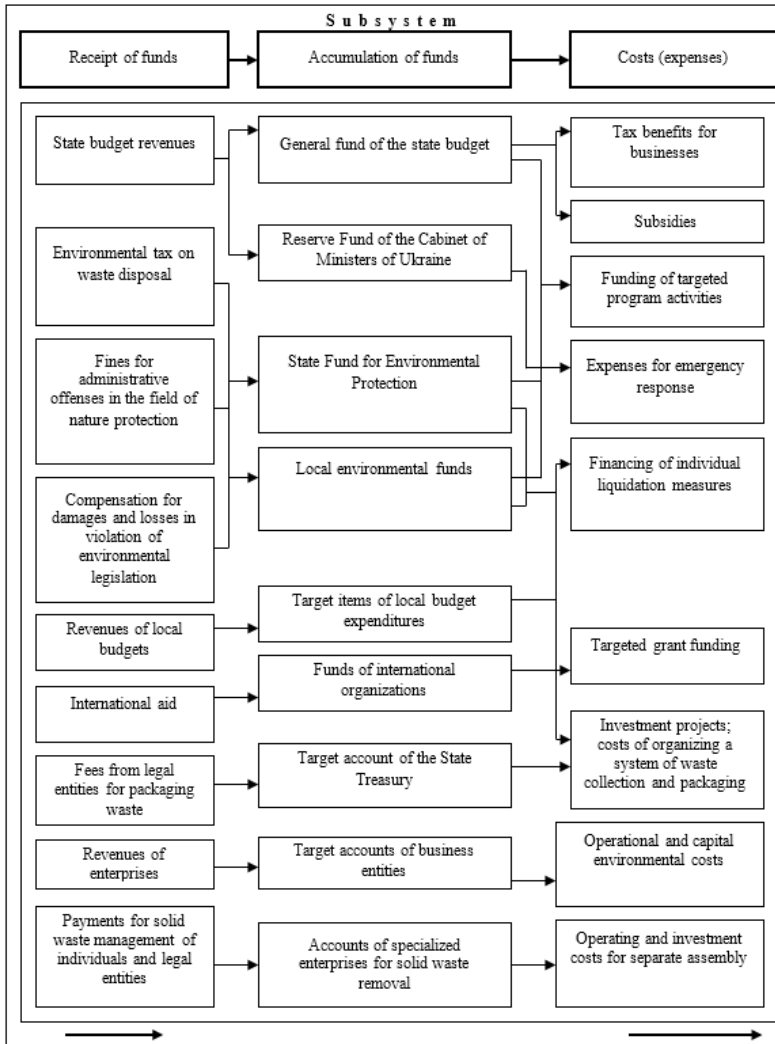 Subsystem
Receipt of funds
Accumulation of funds
Costs (expenses)
State budget revenues
General fund of the state budget
Tax benefits for
businesses
Subsidies
Environmental tax on
waste disposal
Reserve Fund of the Cabinet of
Ministers of Ukraine
Funding of targeted
program activities
Fines for
administrative
offenses in the field of
nature protection
State Fund for Environmental
Protection
Expenses for emergency
response
Local environmental funds
Financing of individual
liquidation measures
Compensation for
damages and losses in
violation of
environmental
legislation
Target items of local budget
expenditures
Revenues of local
budgets
Targeted grant funding
Funds of international
organizations
International aid
Investment projects;
costs of organizing a
system of waste
collection and packaging
Fees from legal
entities for packaging
waste
Target account of the State
Treasury
Revenues of
enterprises
Target accounts of business
entities
Operational and capital
environmental costs
Payments for solid
waste management of
individuals and legal
entities
Accounts of specialized
enterprises for solid waste
removal
Operating and investment
costs for separate assembly